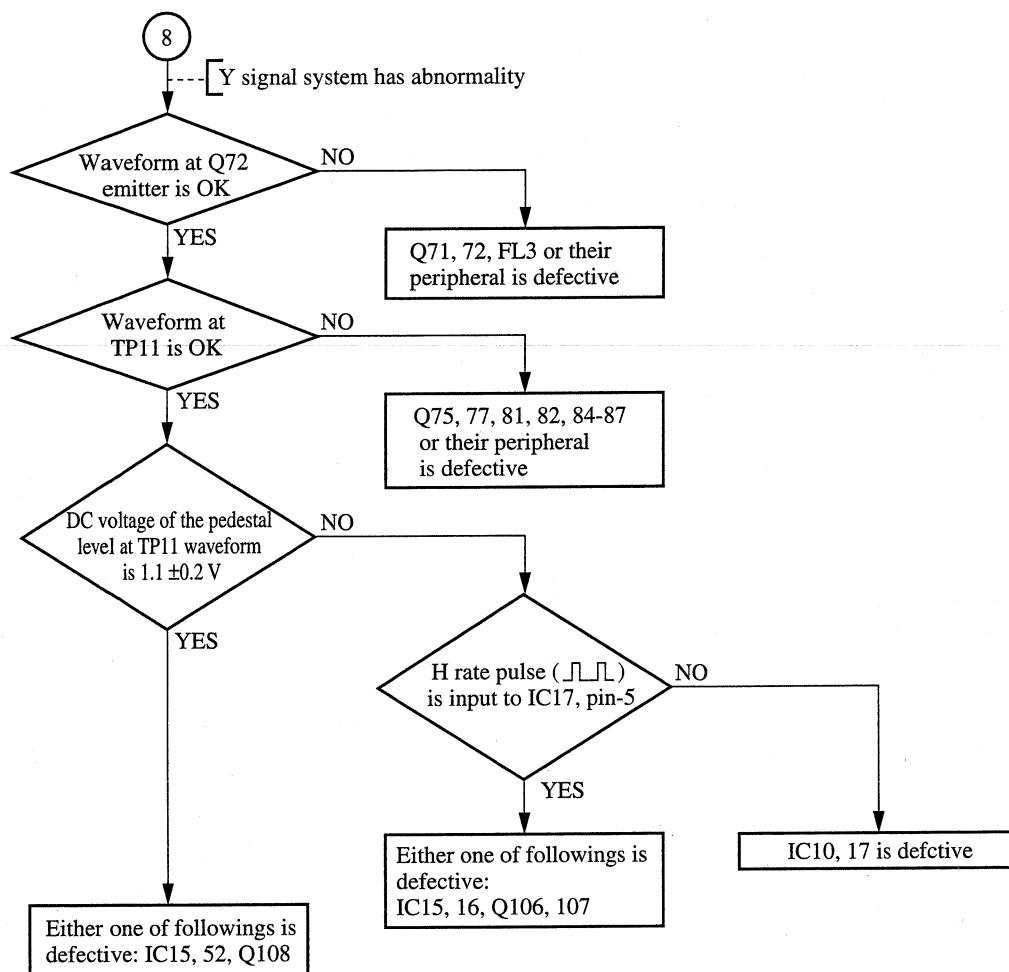 8
Y signal system has abnormality
Waveform at Q72
emitter is OK
NO
YES
Q71, 72, FL3 or their
peripheral is defective
Waveform at
TP11 is OK
NO
YES
Q75, 77, 81, 82, 84-87
or their peripheral
is defective
DC voltage of the pedestal
level at TP11 waveform
is 1.1 ±0.2 V
NO
YES
H rate pulse ( )
is input to IC17, pin-5
NO
YES
Either one of followings is
defective:
IC15, 16, Q106, 107
IC10, 17 is defctive
Either one of followings is
defective: IC15, 52, Q108